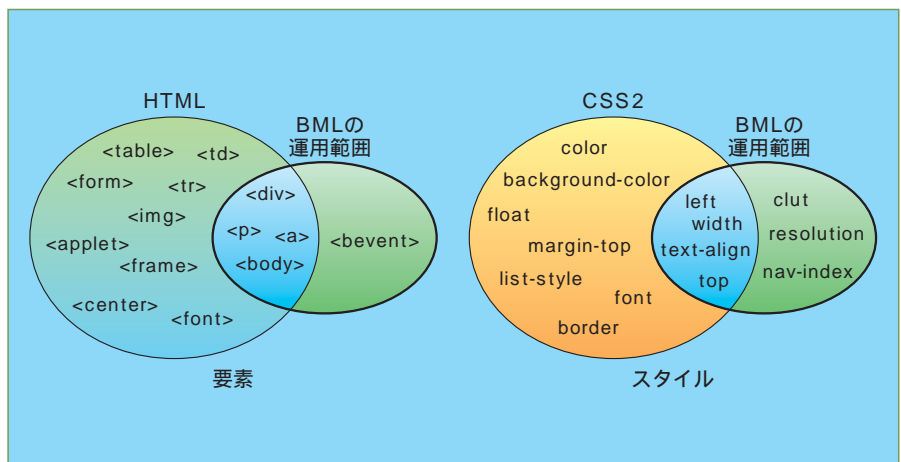 HTML
BMLの
運用範囲
<table>
<td>
<form>
<tr>
<img>
<applet>
<frame>
<center>
<font>
<div>
<p>
<a>
<body>
<bevent>
要素
CSS2
BMLの
運用範囲
color
background-color
float
margin-top
list-style
font
border
left
width
text-align
top
clut
resolution
nav-index
スタイル